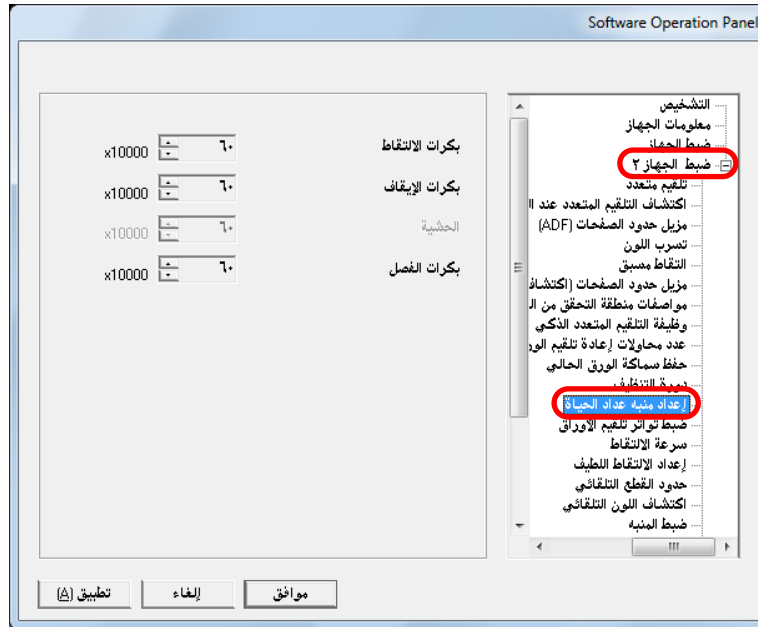 Software Operation Panel
التشخيص
معلومات الجهاز
ضبط الجهاز
ضبط الجهاز ٢
تلقيم متعدد
اكتشاف التلقيم المتعدد عند ا
مزيل حدود الصفحات (ADF)
تسرب اللون
التقاط مسبق
مزيل حدود الصفحات (اكتشاف
مواصفات منطقة التحقق من ال
وظيفة التلقيم المتعدد الذكي
عدد محاولات إعادة تلقيم الور
حفظ سماكة الورق الحالي
دورة التنظيف
إعداد منبه عداد الحياة
ضبط تواتر تلقيم الأوراق
سرعة الالتقاط
إعداد الالتقاط اللطيف
حدود القطع التلقائي
اكتشاف اللون التلقائي
ضبط المنبه
بكرات الالتقاط ٦٠ x10000
بكرات الإيقاف ٦٠ x10000
الحشية ٦٠ x10000
بكرات الفصل ٦٠ x10000
موافق إلغاء تطبيق (A)